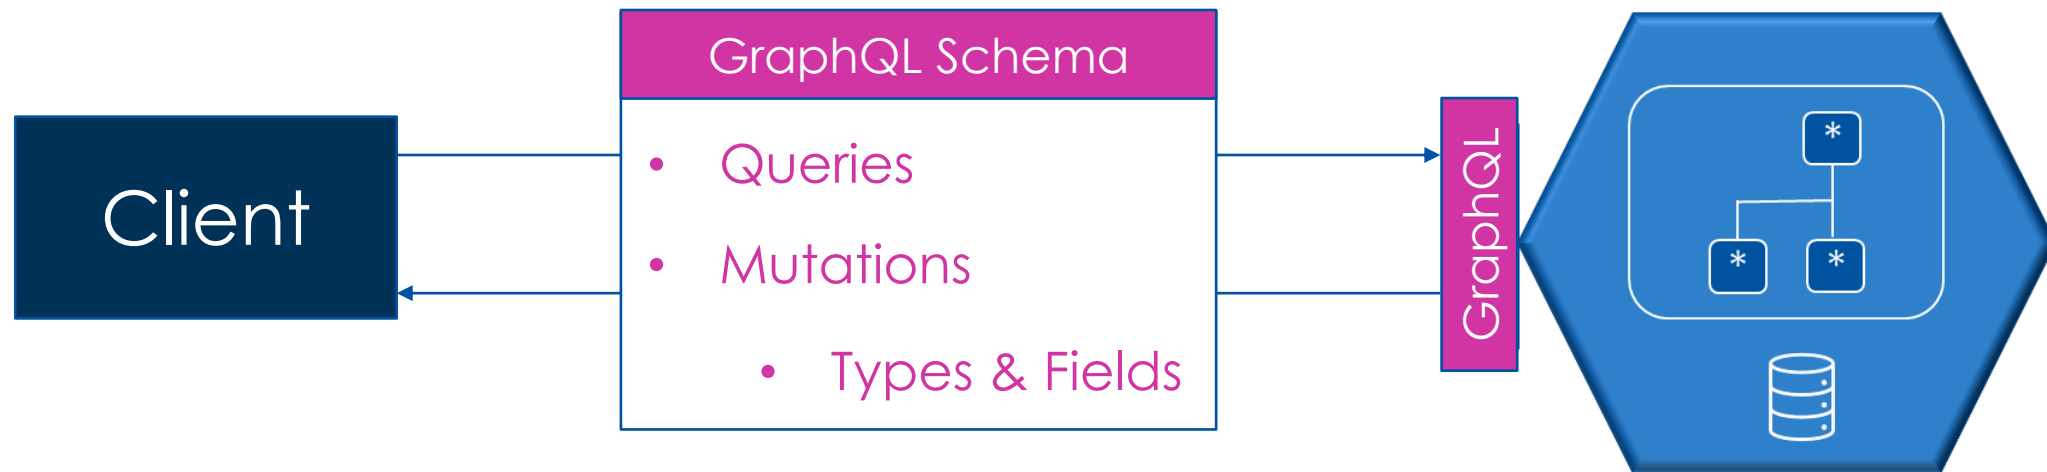 GraphQL Schema
Client
• Queries
• Mutations
• Types & Fields
GraphQL
*
* *